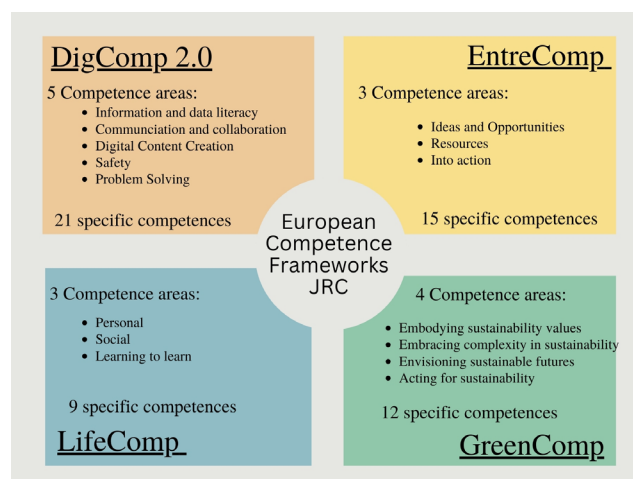 DigComp 2.0
5 Competence areas:
• Information and data literacy
• Communciation and collaboration
• Digital Content Creation
• Safety
• Problem Solving
21 specific competences
EntreComp
3 Competence areas:
• Ideas and Opportunities
• Resources
• Into action
15 specific competences
European
Competence
Frameworks
JRC
3 Competence areas:
• Personal
• Social
• Learning to learn
9 specific competences
LifeComp
4 Competence areas:
• Embodying sustainability values
• Embracing complexity in sustainability
• Envisioning sustainable futures
• Acting for sustainability
12 specific competences
GreenComp